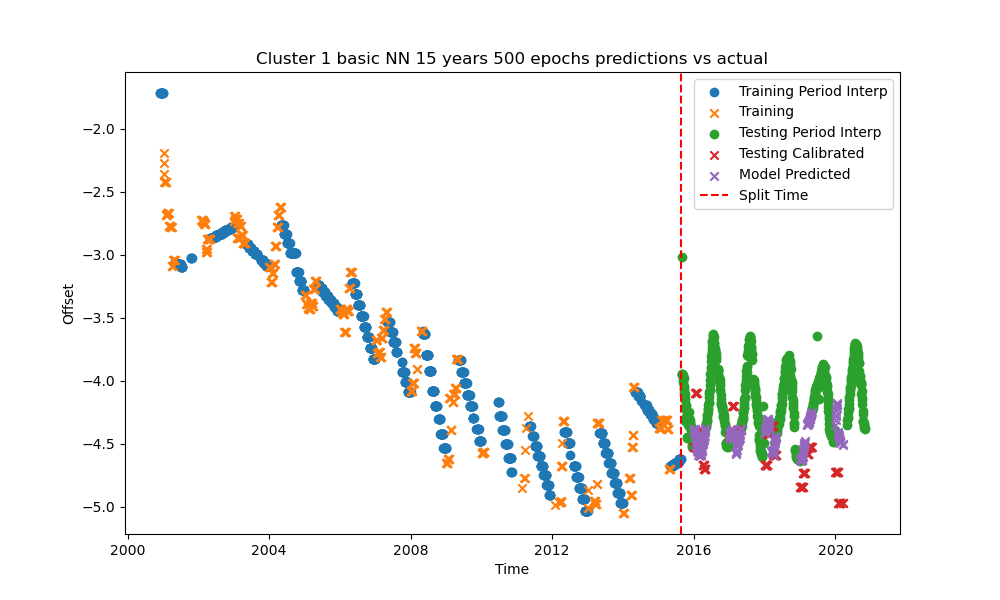 Cluster 1 basic NN 15 years 500 epochs predictions vs actual
Training Period Interp
Training
Testing Period Interp
Testing Calibrated
Model Predicted
Split Time
−2.0
−2.5
−3.0
−3.5
−4.0
−4.5
−5.0
Offset
2000
2004
2008
2012
2016
2020
Time